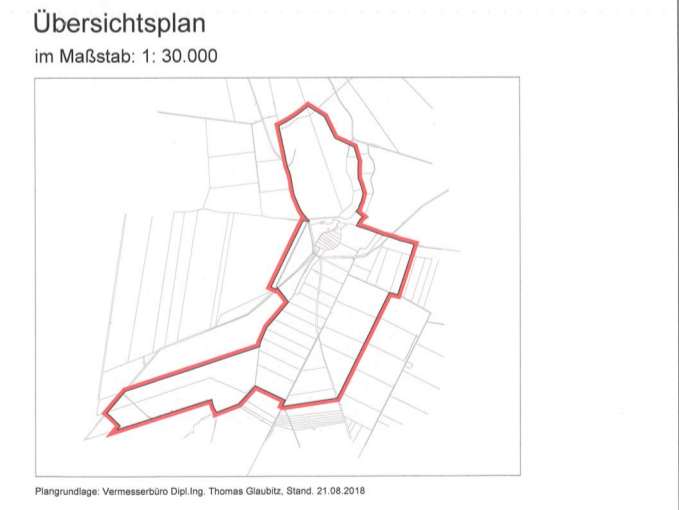 Übersichtsplan
im Maßstab: 1: 30.000
Plangrundlage: Vermesserbüro Dipl.Ing. Thomas Glaubitz, Stand. 21.08.2018